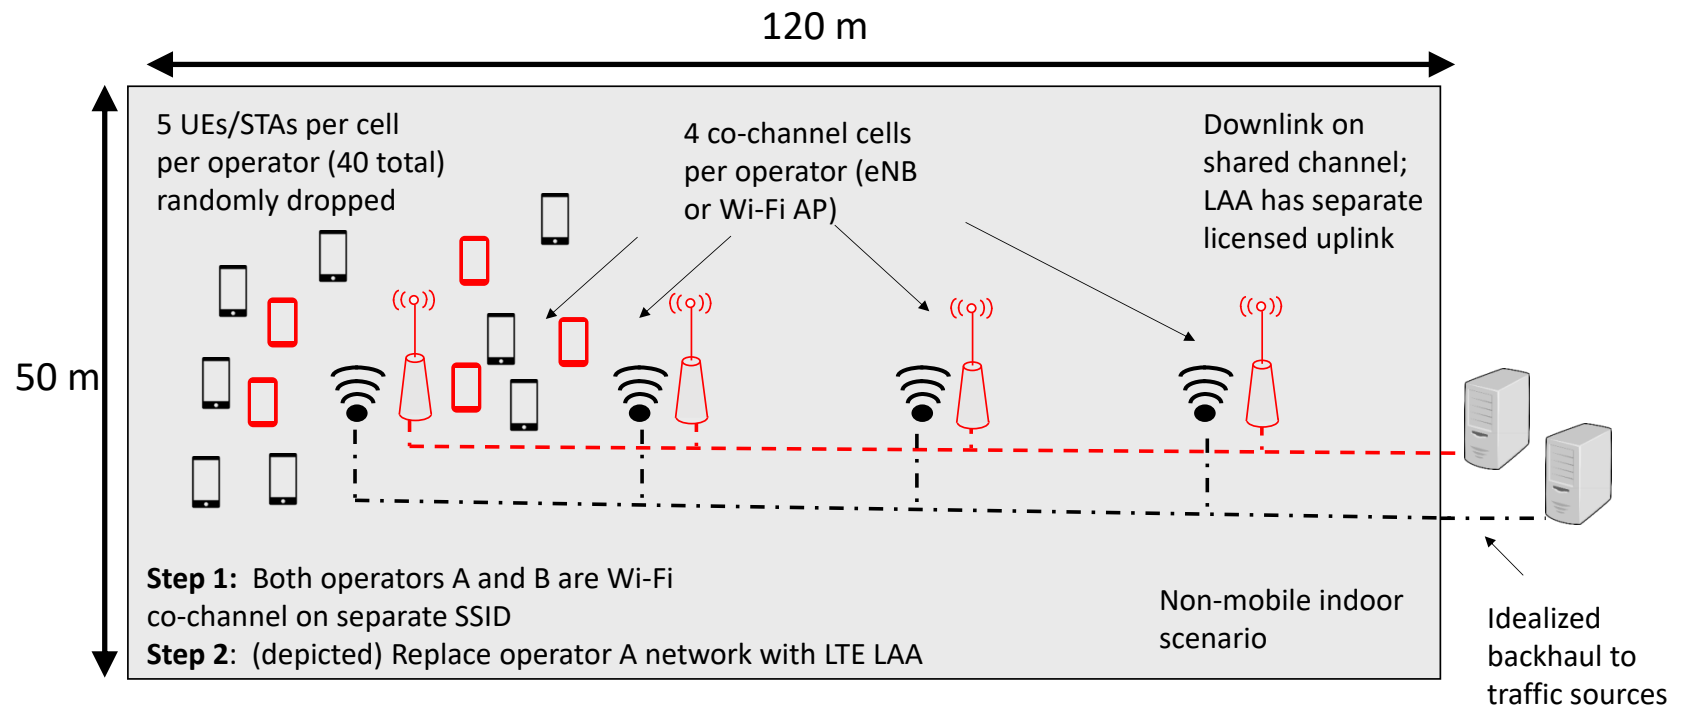 120 m
50 m
5 UEs/STAs per cell
per operator (40 total)
randomly dropped
4 co-channel cells
per operator (eNB
or Wi-Fi AP)
Downlink on
shared channel;
LAA has separate
licensed uplink
Step 1: Both operators A and B are Wi-Fi
co-channel on separate SSID
Step 2: (depicted) Replace operator A network with LTE LAA
Non-mobile indoor
scenario
Idealized
backhaul to
traffic sources